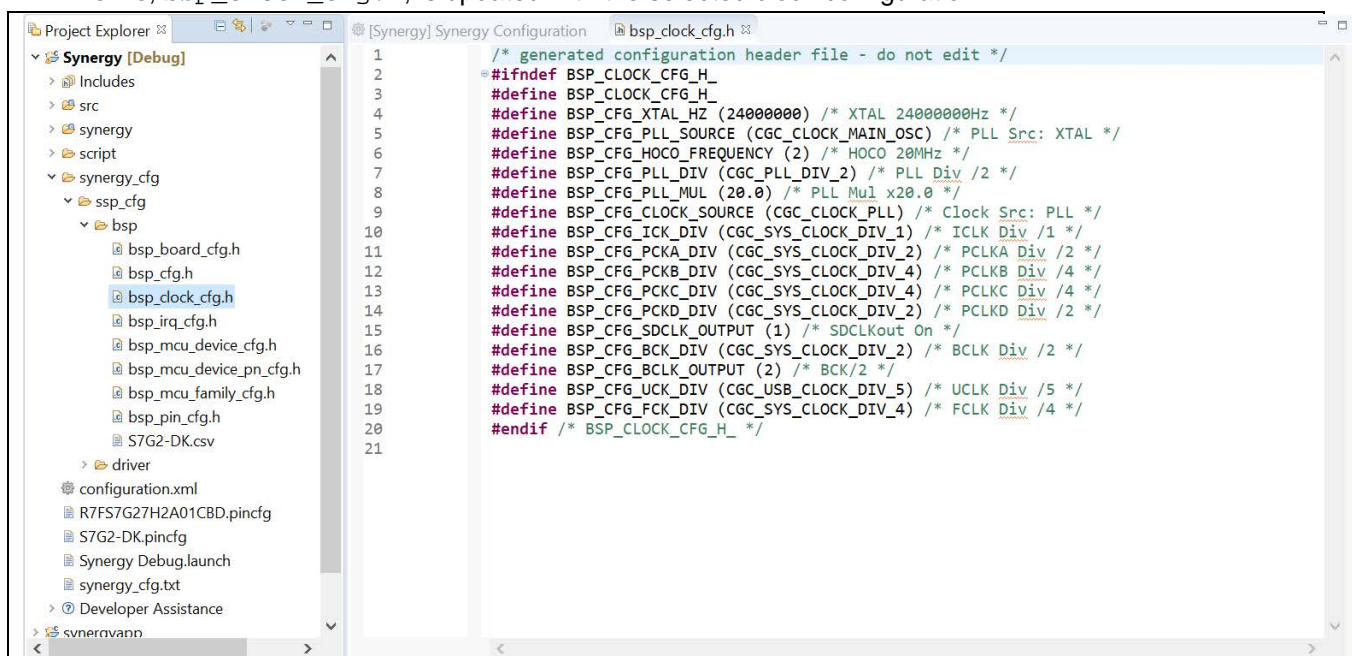 Project Explorer
Synergy [Debug]
Includes
src
synergy
script
synergy_cfg
ssp_cfg
bsp
bsp_board_cfg.h
bsp_cfg.h
bsp_clock_cfg.h
bsp_irq_cfg.h
bsp_mcu_device_cfg.h
bsp_mcu_device_pn_cfg.h
bsp_mcu_family_cfg.h
bsp_pin_cfg.h
S7G2-DK.csv
driver
configuration.xml
R7FS7G27H2A01CBD.pincfg
S7G2-DK.pincfg
Synergy Debug.launch
synergy_cfg.txt
Developer Assistance
synergyapp
[Synergy] Synergy Configuration bsp_clock_cfg.h
1 /* generated configuration header file - do not edit */
2 #ifndef BSP_CLOCK_CFG_H_
3 #define BSP_CLOCK_CFG_H_
4 #define BSP_CFG_XTAL_HZ (24000000) /* XTAL 24000000Hz */
5 #define BSP_CFG_PLL_SOURCE (CGC_CLOCK_MAIN_OSC) /* PLL Src: XTAL */
6 #define BSP_CFG_HOCO_FREQUENCY (2) /* HOCO 20MHz */
7 #define BSP_CFG_PLL_DIV (CGC_PLL_DIV_2) /* PLL Div /2 */
8 #define BSP_CFG_PLL_MUL (20.0) /* PLL Mul x20.0 */
9 #define BSP_CFG_CLOCK_SOURCE (CGC_CLOCK_PLL) /* Clock Src: PLL */
10 #define BSP_CFG_ICK_DIV (CGC_SYS_CLOCK_DIV_1) /* ICLK Div /1 */
11 #define BSP_CFG_PCKA_DIV (CGC_SYS_CLOCK_DIV_2) /* PCLKA Div /2 */
12 #define BSP_CFG_PCKB_DIV (CGC_SYS_CLOCK_DIV_4) /* PCLKB Div /4 */
13 #define BSP_CFG_PCKC_DIV (CGC_SYS_CLOCK_DIV_4) /* PCLKC Div /4 */
14 #define BSP_CFG_PCKD_DIV (CGC_SYS_CLOCK_DIV_2) /* PCLKD Div /2 */
15 #define BSP_CFG_SDCLK_OUTPUT (1) /* SDCLKout On */
16 #define BSP_CFG_BCK_DIV (CGC_SYS_CLOCK_DIV_2) /* BCLK Div /2 */
17 #define BSP_CFG_BCLK_OUTPUT (2) /* BCK/2 */
18 #define BSP_CFG_UCK_DIV (CGC_USB_CLOCK_DIV_5) /* UCLK Div /5 */
19 #define BSP_CFG_FCK_DIV (CGC_SYS_CLOCK_DIV_4) /* FCLK Div /4 */
20 #endif /* BSP_CLOCK_CFG_H_ */
21